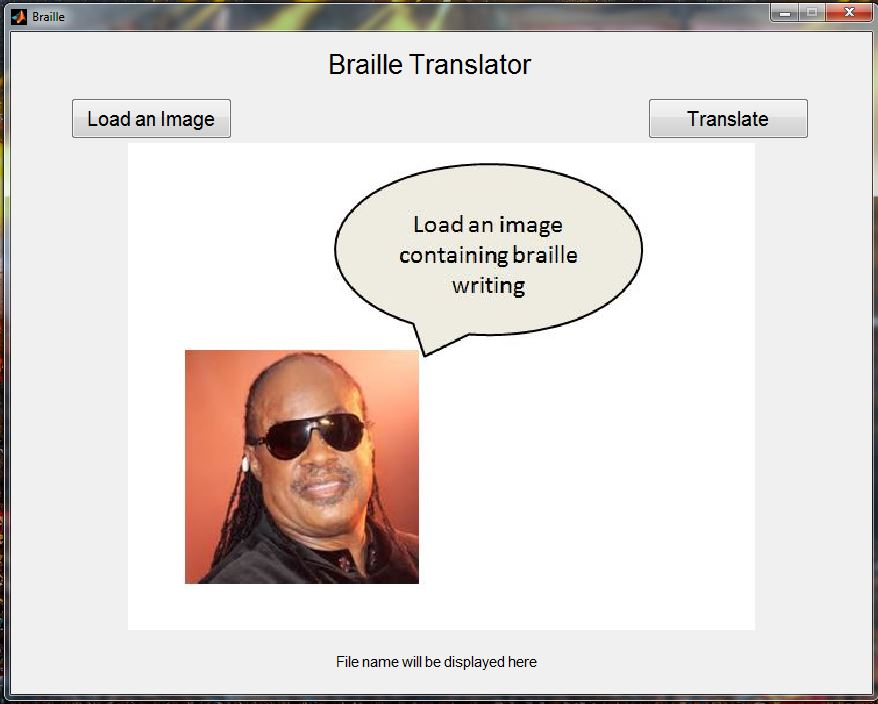 Braille
Braille Translator
Load an Image
Translate
Load an image
containing braille
writing
File name will be displayed here